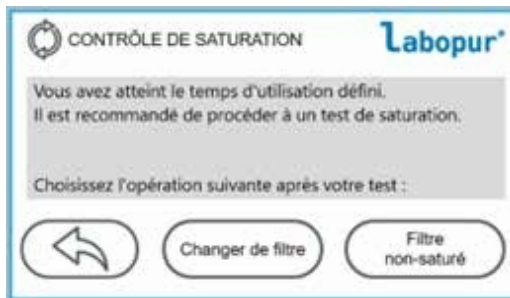 CONTRÔLE DE SATURATION
Labopur®
Vous avez atteint le temps d'utilisation défini.
Il est recommandé de procéder à un test de saturation.
Choisissez l'opération suivante après votre test :
Changer de filtre
Filtre
non-saturé